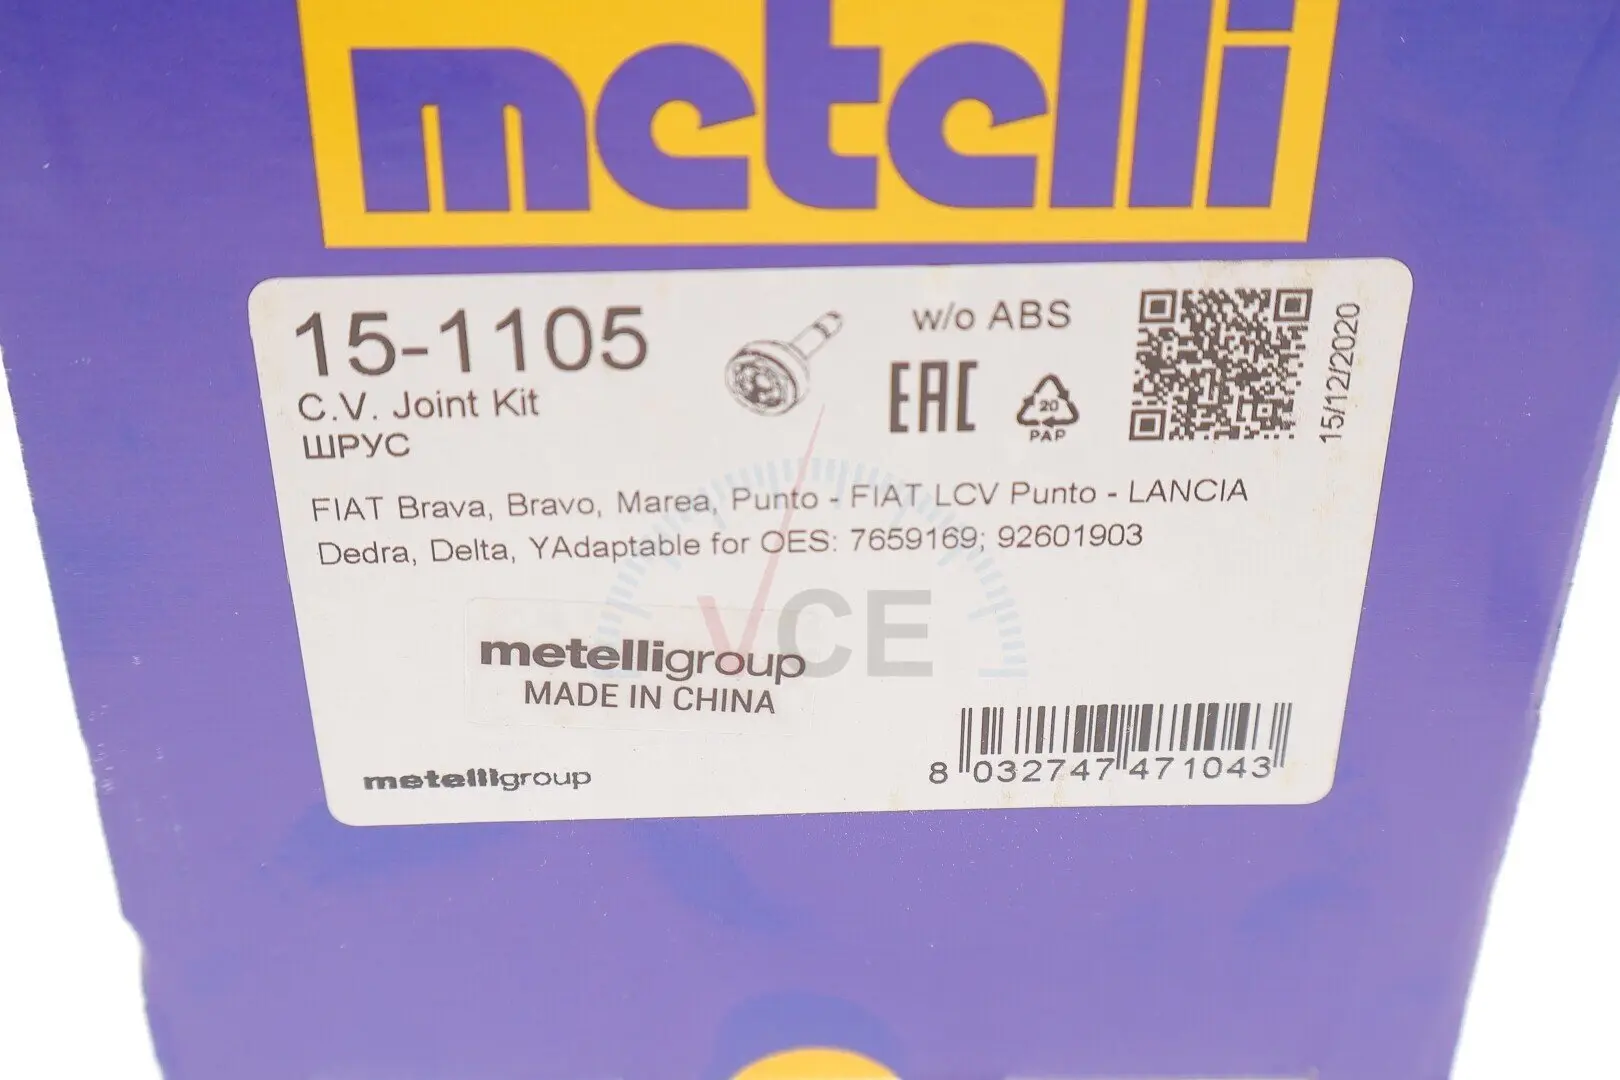 metelli
15-1105
C.V. Joint Kit
ШРУС
w/o ABS
EAC
20
PAP
15/12/2020
FIAT Brava, Bravo, Marea, Punto - FIAT LCV Punto - LANCIA
Dedra, Delta, YAdaptable for OES: 7659169; 92601903
VCE
metelligroup
MADE IN CHINA
metelligroup
8 032747 471043